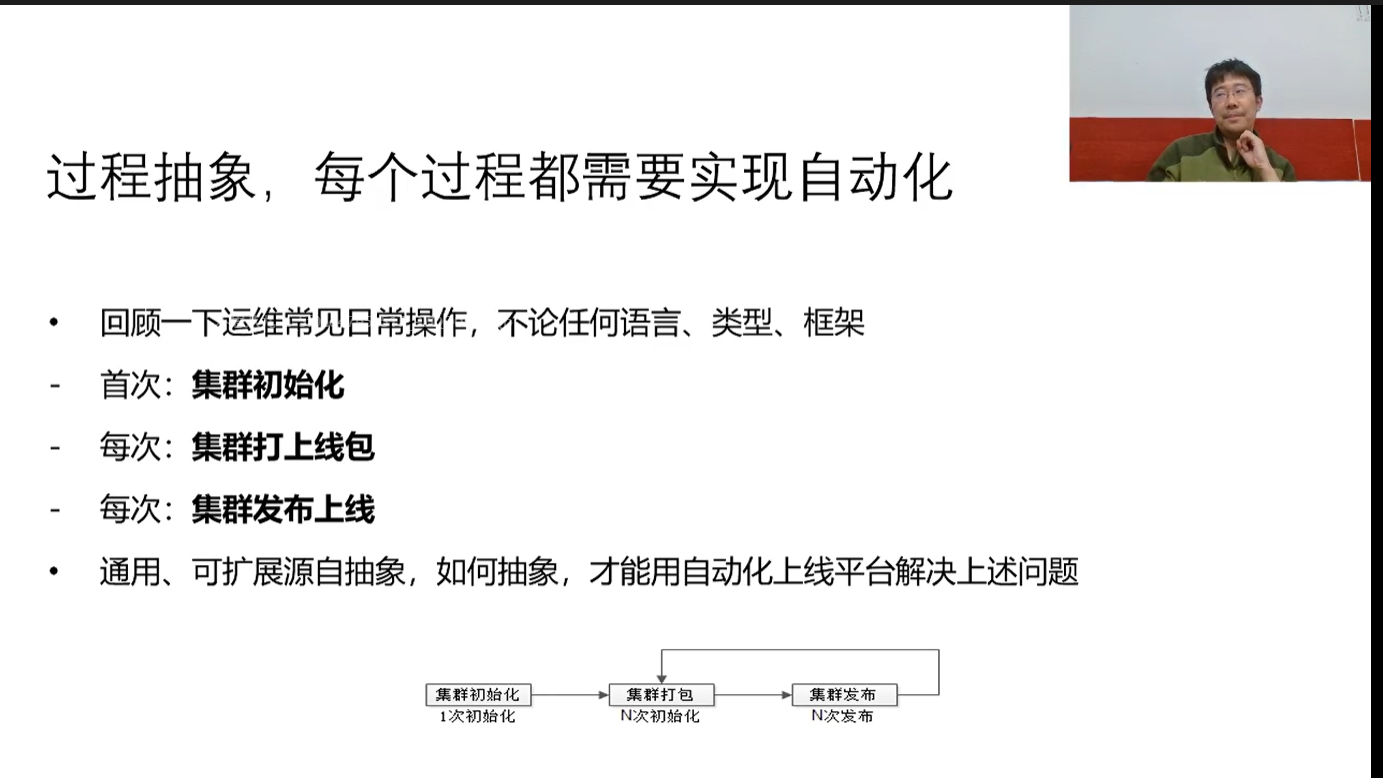 过程抽象，每个过程都需要实现自动化
• 回顾一下运维常见日常操作，不论任何语言、类型、框架
- 首次：集群初始化
- 每次：集群打上线包
- 每次：集群发布上线
• 通用、可扩展源自抽象，如何抽象，才能用自动化上线平台解决上述问题
集群初始化 集群打包 集群发布
1次初始化 N次初始化 N次发布